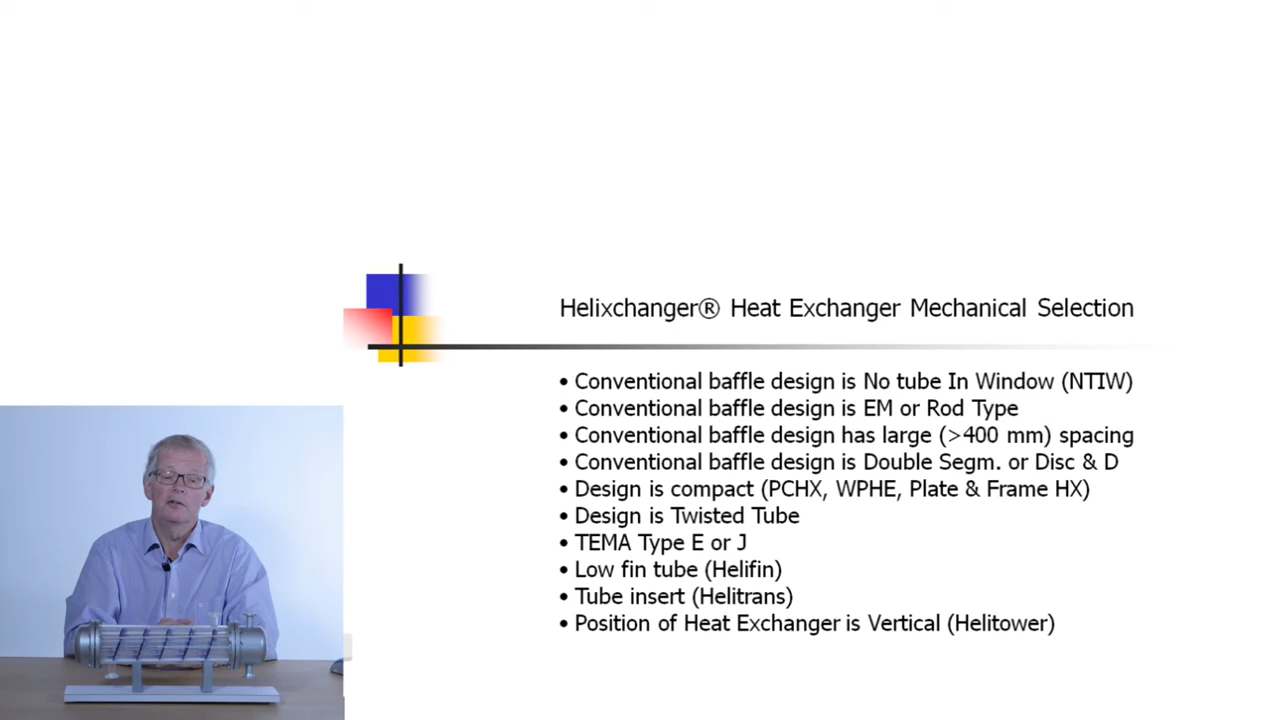 Helixchanger® Heat Exchanger Mechanical Selection
• Conventional baffle design is No tube In Window (NTIW)
• Conventional baffle design is EM or Rod Type
• Conventional baffle design has large (>400 mm) spacing
• Conventional baffle design is Double Segm. or Disc & D
• Design is compact (PCHX, WPHE, Plate & Frame HX)
• Design is Twisted Tube
• TEMA Type E or J
• Low fin tube (Helifin)
• Tube insert (Helitrans)
• Position of Heat Exchanger is Vertical (Helitower)